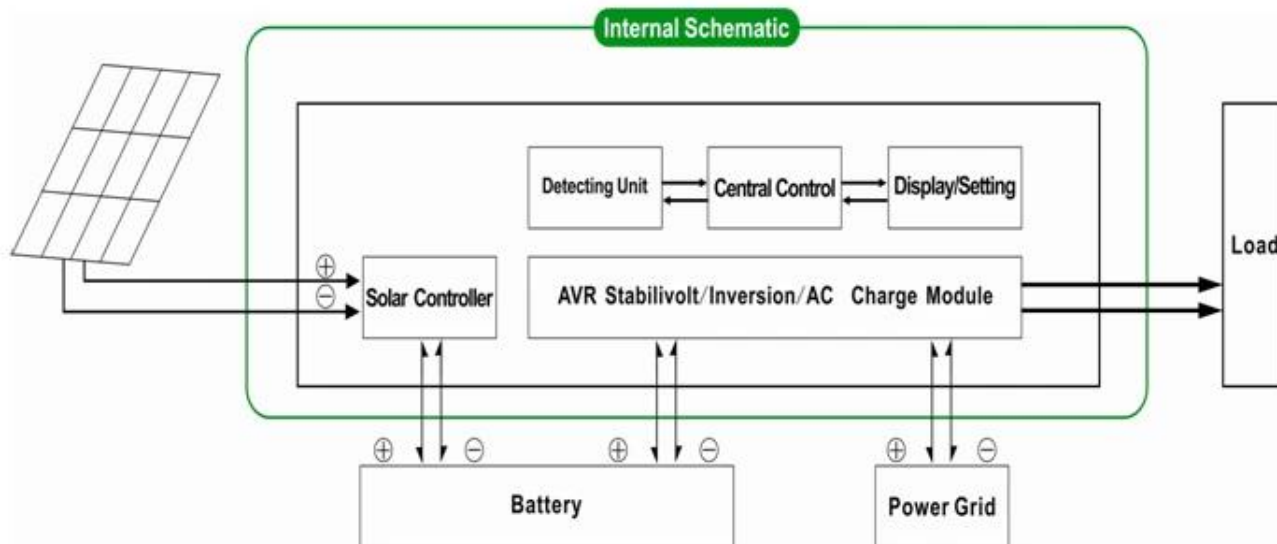 Internal Schematic
Detecting Unit
Central Control
Display/Setting
Load
⊕
⊖
Solar Controller
AVR Stabilivolt/Inversion/AC Charge Module
⊕ ⊖ ⊕ ⊖ ⊕ ⊖
Battery
Power Grid